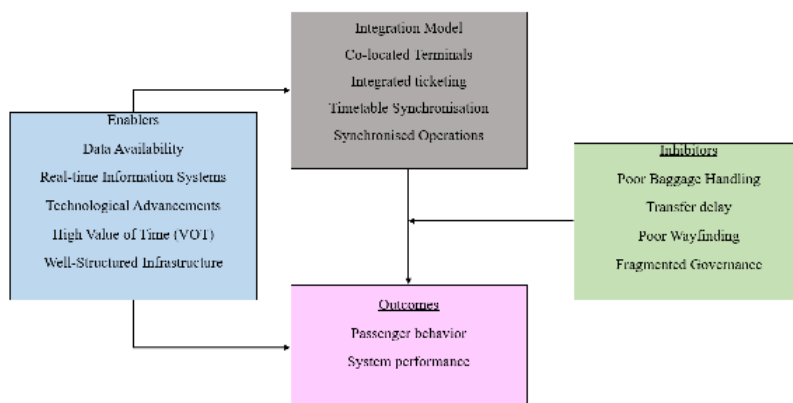 Integration Model
Co-located Terminals
Integrated ticketing
Timetable Synchronisation
Synchronised Operations
Enablers
Data Availability
Real-time Information Systems
Technological Advancements
High Value of Time (VOT)
Well-Structured Infrastructure
Inhibitors
Poor Baggage Handling
Transfer delay
Poor Wayfinding
Fragmented Governance
Outcomes
Passenger behavior
System performance